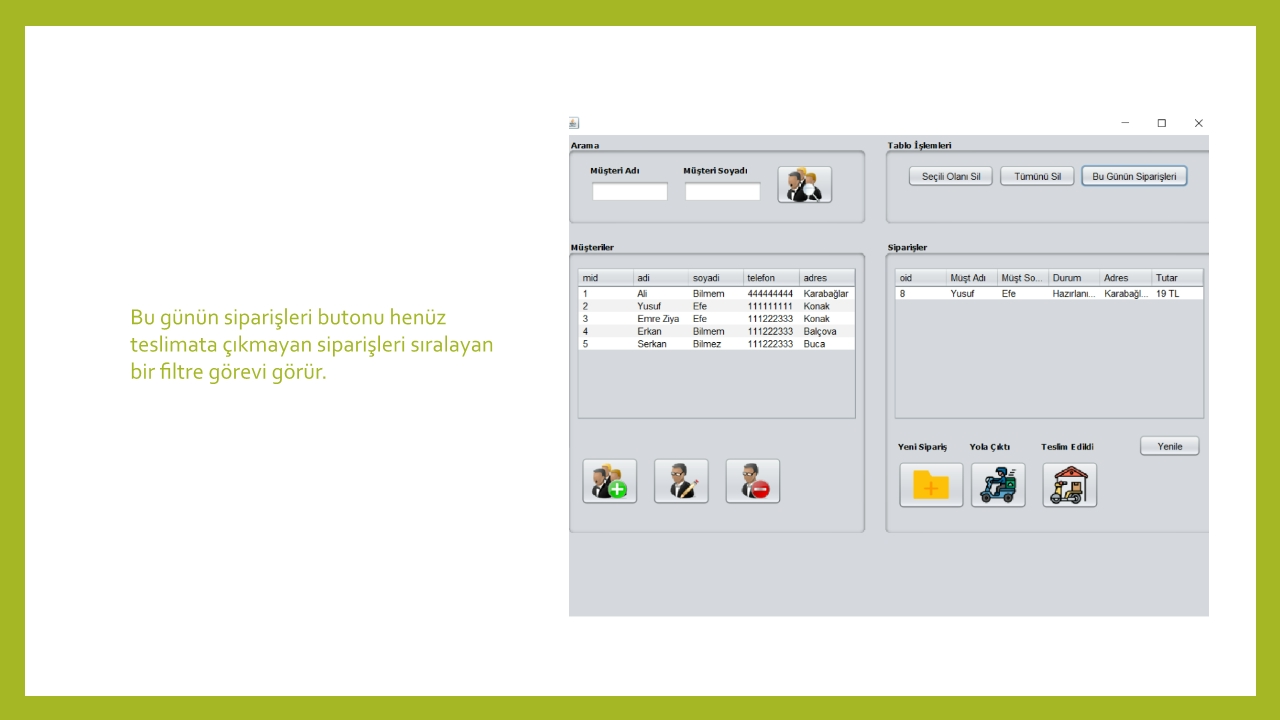 Bu günün siparişleri butonu henüz
teslimata çıkmayan siparişleri sıralayan
bir filtre görevi görür.
Arama
Müşteri Adı Müşteri Soyadı
Tablo İşlemleri
Seçili Olanı Sil Tümünü Sil Bu Günün Siparişleri
Müşteriler
mid adi soyadi telefon adres
1 Ali Bilmem 444444444 Karabağlar
2 Yusuf Efe 111111111 Konak
3 Emre Ziya Efe 111222333 Konak
4 Erkan Bilmem 111222333 Balçova
5 Serkan Bilmez 111222333 Buca
Siparişler
oid Müşt Adı Müşt So... Durum Adres Tutar
8 Yusuf Efe Hazırlanı... Karabağl... 19 TL
Yeni Sipariş Yola Çıktı Teslim Edildi Yenile